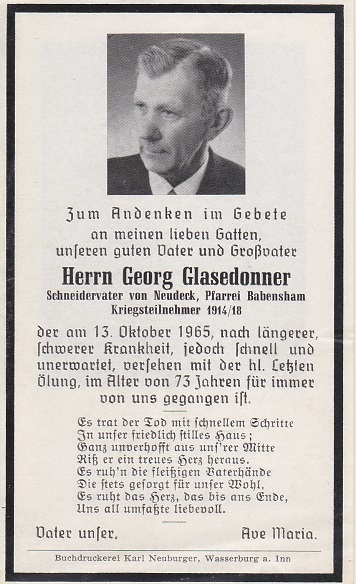 Zum Andenken im Gebete
an meinen lieben Gatten,
unseren guten Vater und Großvater
Herrn Georg Glasedonner
Schneidervater von Neudeck, Pfarrei Babensham
Kriegsteilnehmer 1914/18
der am 13. Oktober 1965, nach längerer,
schwerer Krankheit, jedoch schnell und
unerwartet, versehen mit der hl. Letzten
Ölung, im Alter von 73 Jahren für immer
von uns gegangen ist.
Es trat der Tod mit schnellem Schritte
In unser friedlich stilles Haus;
Ganz unverhofft aus uns'rer Mitte
Riß er ein treues Herz heraus.
Es ruh'n die fleißigen Vaterhände
Die stets gesorgt für unser Wohl,
Es ruht das Herz, das bis ans Ende,
Uns all umfaßte liebevoll.
Vater unser, Ave Maria.
Buchdruckerei Karl Neuburger, Wasserburg a. Inn